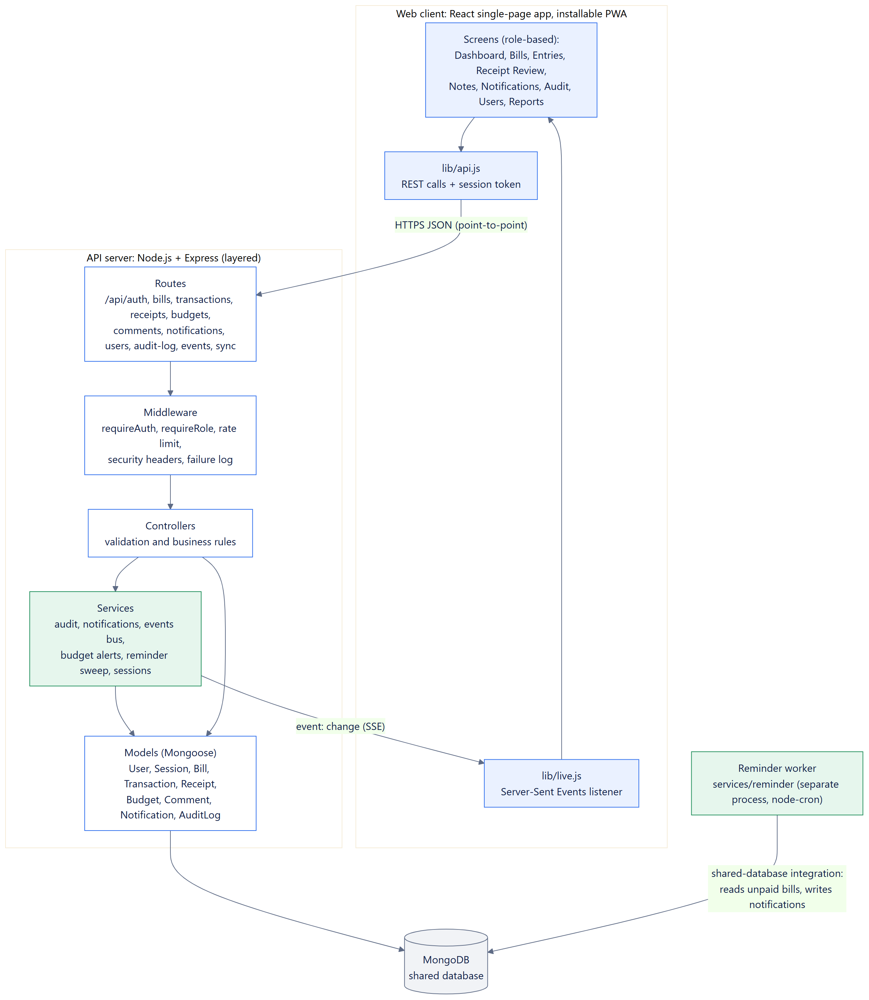 Web client: React single-page app, installable PWA
Screens (role-based):
Dashboard, Bills, Entries,
Receipt Review,
Notes, Notifications, Audit,
Users, Reports
lib/api.js
REST calls + session token
HTTPS JSON (point-to-point)
API server: Node.js + Express (layered)
Routes
/api/auth, bills, transactions,
receipts, budgets,
comments, notifications,
users, audit-log, events, sync
Middleware
requireAuth, requireRole, rate
limit,
security headers, failure log
Controllers
validation and business rules
Services
audit, notifications, events
bus,
budget alerts, reminder
sweep, sessions
event: change (SSE)
Models (Mongoose)
User, Session, Bill,
Transaction, Receipt,
Budget, Comment,
Notification, AuditLog
lib/live.js
Server-Sent Events listener
Reminder worker
services/reminder (separate
process, node-cron)
shared-database integration:
reads unpaid bills, writes
notifications
MongoDB
shared database